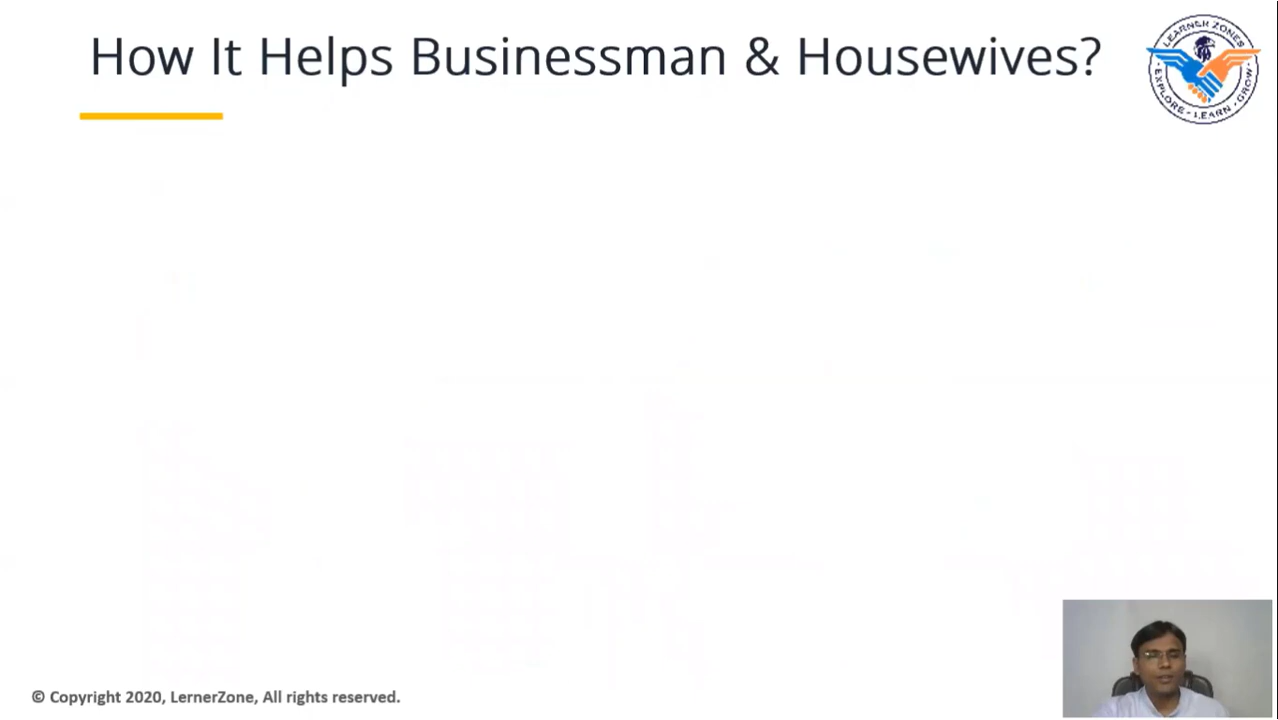 How It Helps Businessman & Housewives?
LEARNER ZONES
· EXPLORE · LEARN · GROW ·
© Copyright 2020, LernerZone, All rights reserved.